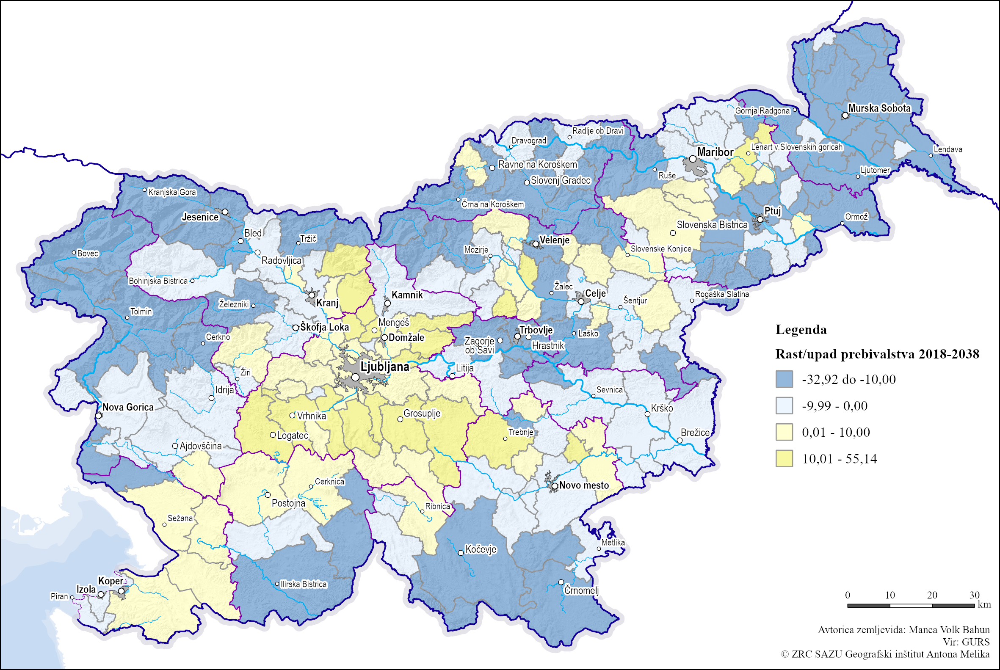 Murska Sobota
Gornja Radgona
Radlje ob Dravi
Dravograd
Lenart v Slovenskih goricah
Lendava
Maribor
Ravne na Koroškem
Ruše
Ljutomer
Slovenj Gradec
Kranjska Gora
Črna na Koroškem
Jesenice
Ptuj
Ormož
Slovenska Bistrica
Bled
Tržič
Velenje
Mozirje
Slovenske Konjice
Bovec
Radovljica
Bohinjska Bistrica
Žalec
Kamnik
Celje
Rogaška Slatina
Kranj
Železniki
Šentjur
Tolmin
Mengeš
Škofja Loka
Trbovlje
Laško
Cerkno
Domžale
Zagorje
ob Savi
Hrastnik
Ljubljana
Litija
Žiri
Idrija
Sevnica
Nova Gorica
Krško
Vrhnika
Grosuplje
Trebnje
Brežice
Logatec
Ajdovščina
Cerknica
Novo mesto
Postojna
Ribnica
Sežana
Metlika
Kočevje
Koper
Ilirska Bistrica
Izola
Črnomelj
Piran
Legenda
Rast/upad prebivalstva 2018-2038
-32,92 do -10,00
-9,99 - 0,00
0,01 - 10,00
10,01 - 55,14
0 10 20 30
km
Avtorica zemljevida: Manca Volk Bahun
Vir: GURS
© ZRC SAZU Geografski inštitut Antona Melika